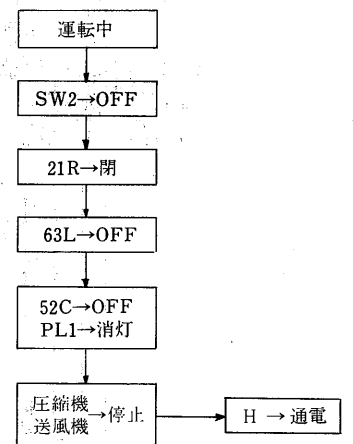 運転中
SW2→OFF
21R→閉
63L→OFF
52C→OFF
PL1→消灯
圧縮機
送風機
→停止
H → 通電